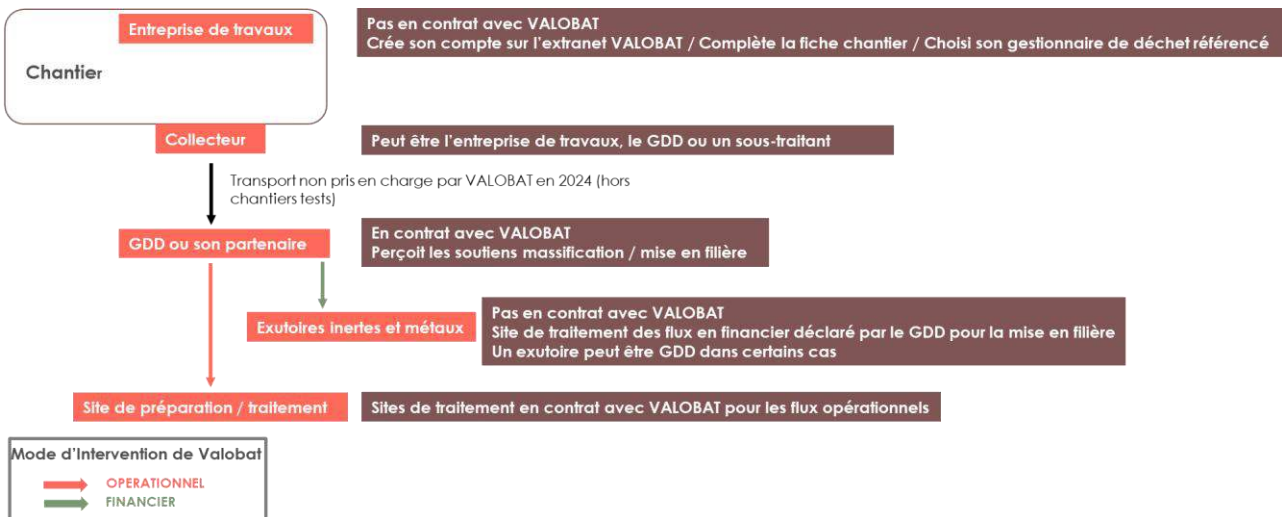 Entreprise de travaux
Pas en contrat avec VALOBAT
Crée son compte sur l'extranet VALOBAT / Complète la fiche chantier / Choisi son gestionnaire de déchet référencé
Chantier
Collecteur
Peut être l'entreprise de travaux, le GDD ou un sous-traitant
Transport non pris en charge par VALOBAT en 2024 (hors
chantiers tests)
GDD ou son partenaire
En contrat avec VALOBAT
Perçoit les soutiens massification / mise en filière
Exutoires inertes et métaux
Pas en contrat avec VALOBAT
Site de traitement des flux en financier déclaré par le GDD pour la mise en filière
Un exutoire peut être GDD dans certains cas
Site de préparation / traitement
Sites de traitement en contrat avec VALOBAT pour les flux opérationnels
Mode d'Intervention de Valobat
OPERATIONNEL
FINANCIER